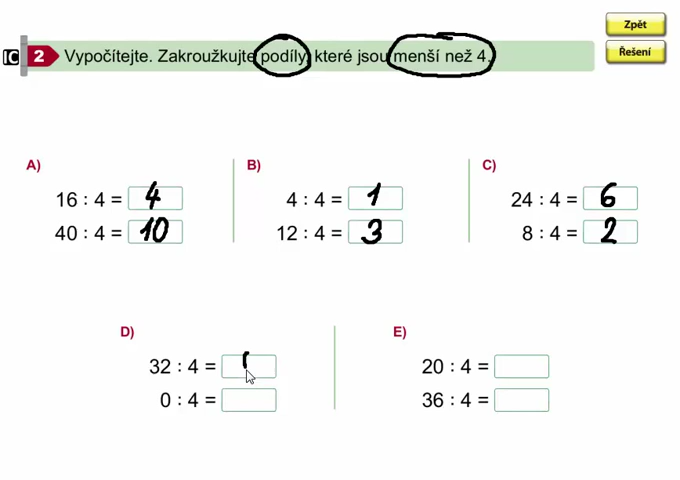 Zpět
2 Vypočítejte. Zakroužkujte podíly, které jsou menší než 4.
Řešení
A)
16 : 4 = 4
40 : 4 = 10
B)
4 : 4 = 1
12 : 4 = 3
C)
24 : 4 = 6
8 : 4 = 2
D)
32 : 4 =
0 : 4 =
E)
20 : 4 =
36 : 4 =